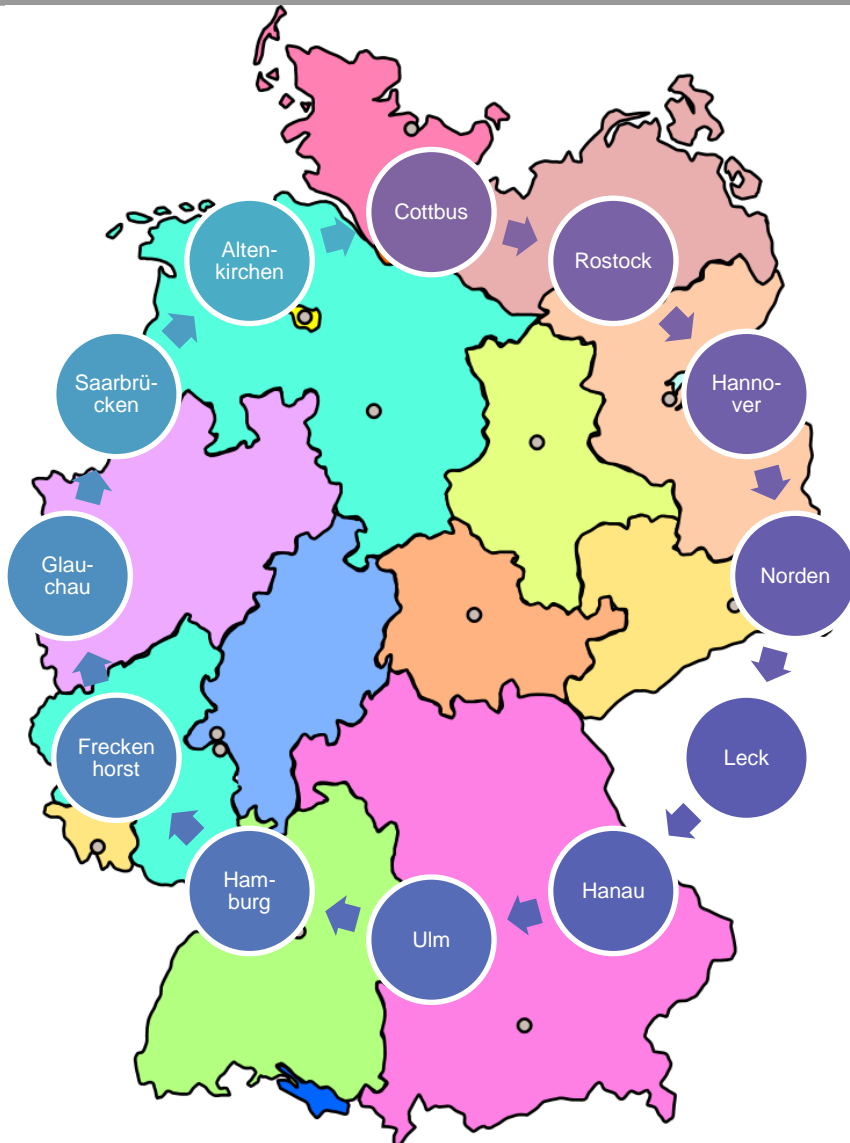 Cottbus
Rostock
Hanno-
ver
Norden
Leck
Hanau
Ulm
Ham-
burg
Frecken
horst
Glau-
chau
Saarbrü-
cken
Alten-
kirchen